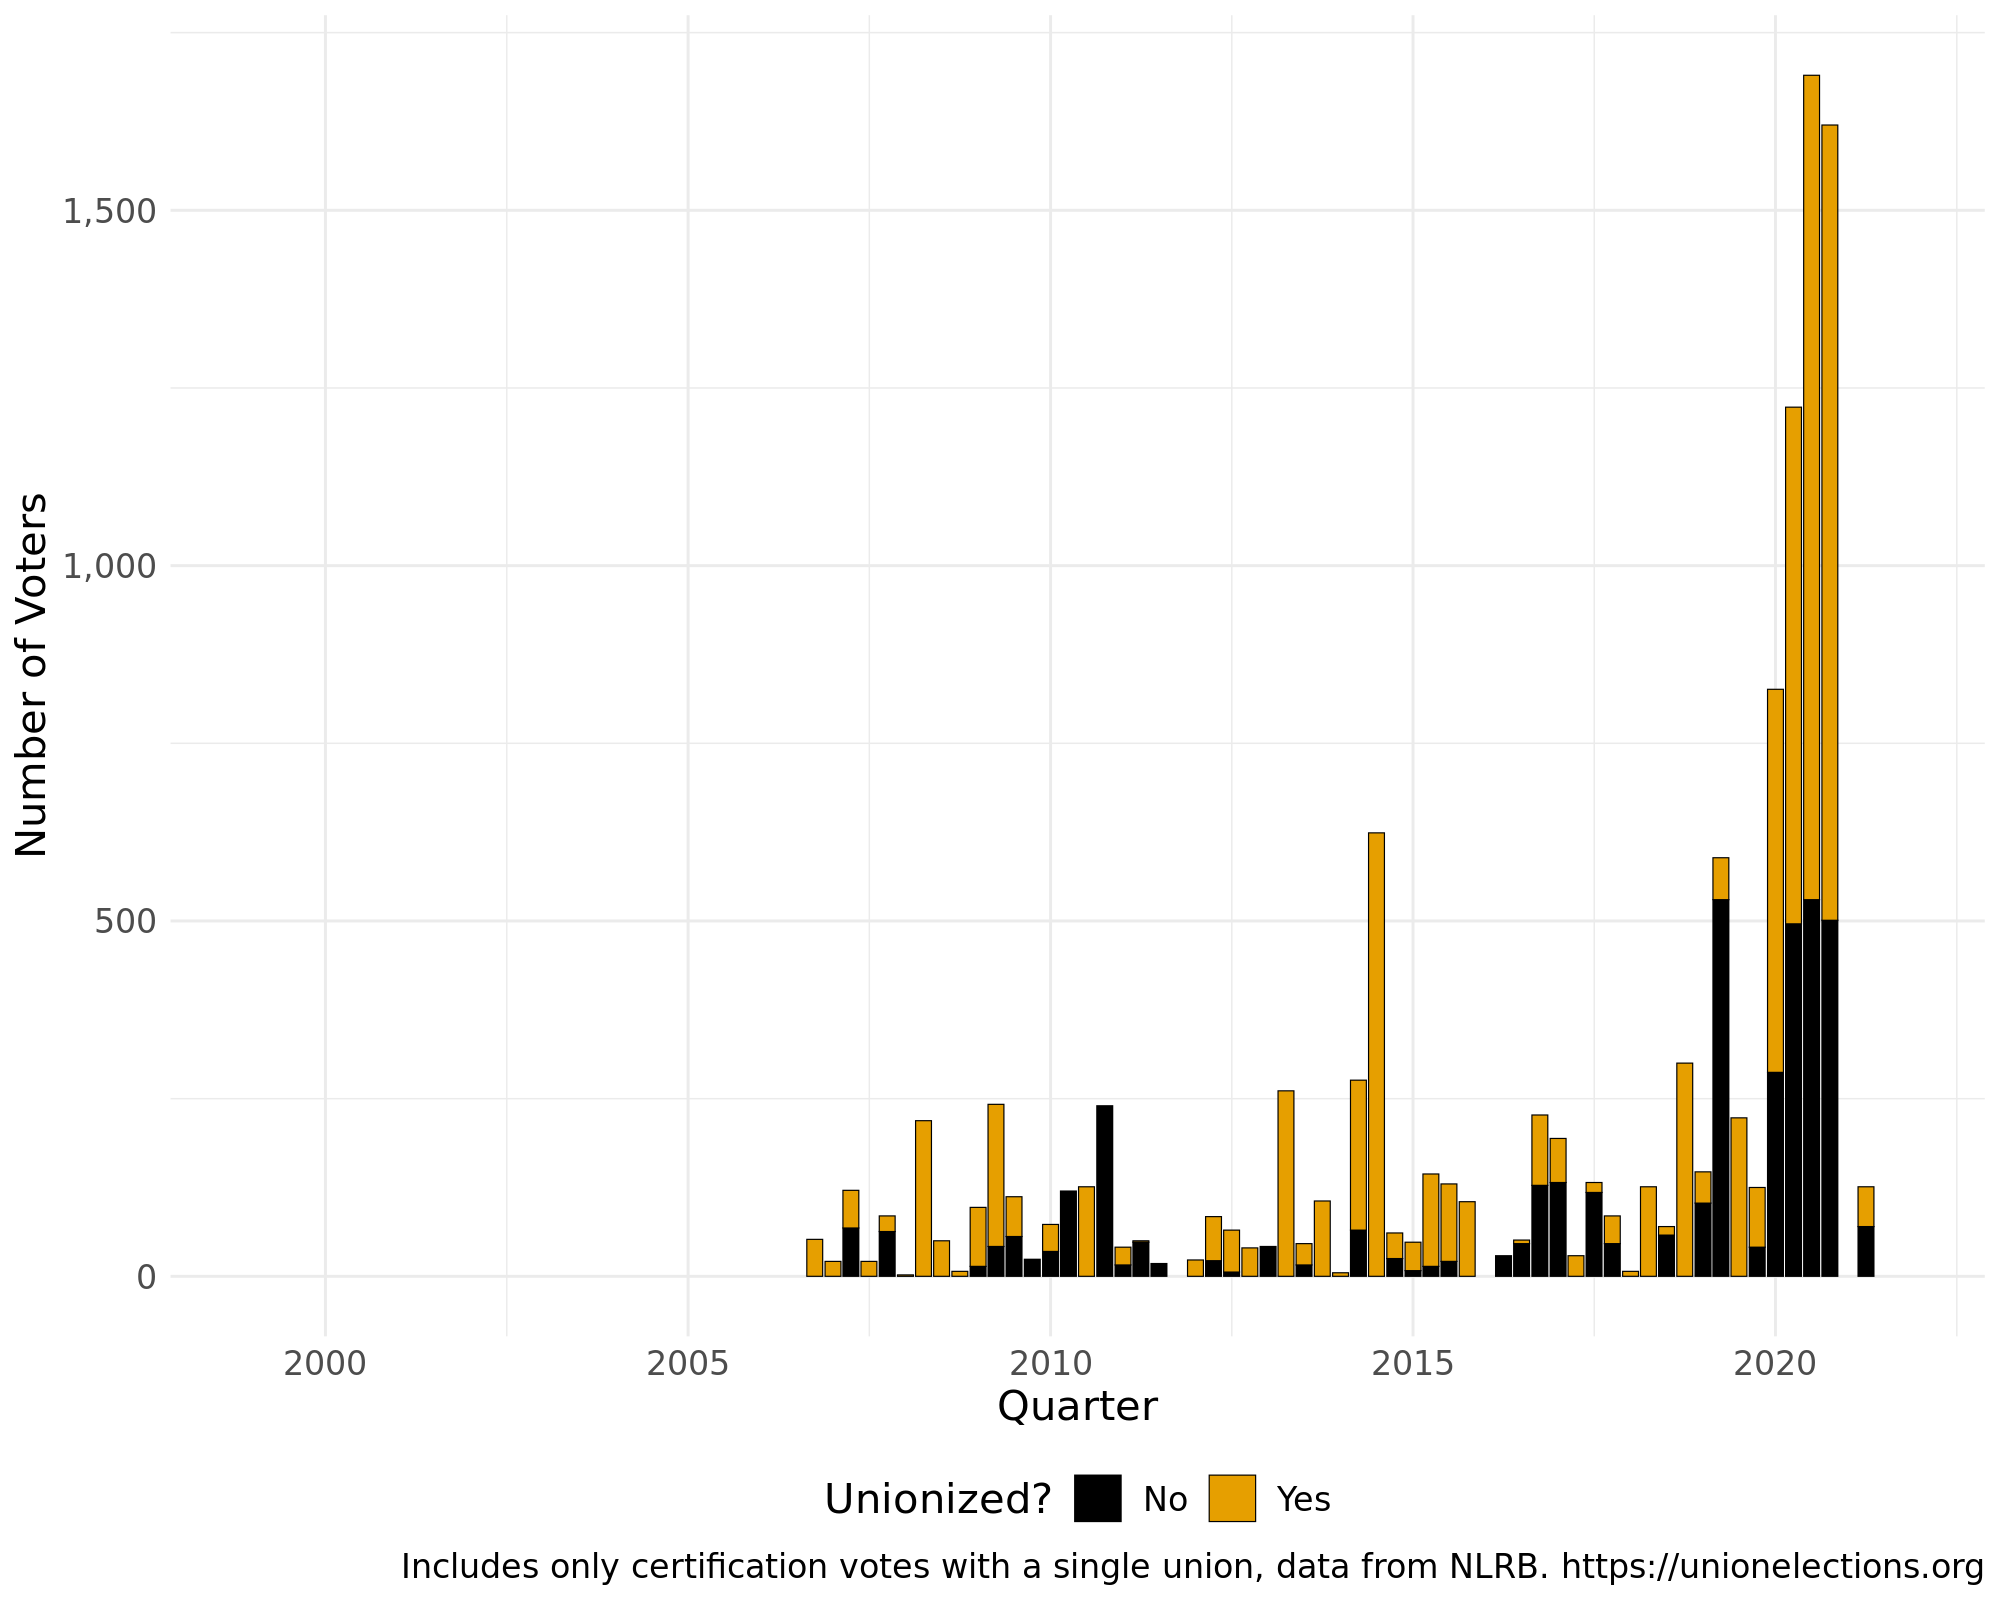 1,500
1,000
500
0
Number of Voters
2000 2005 2010 2015 2020
Quarter
Unionized? No Yes
Includes only certification votes with a single union, data from NLRB. https://unionelections.org